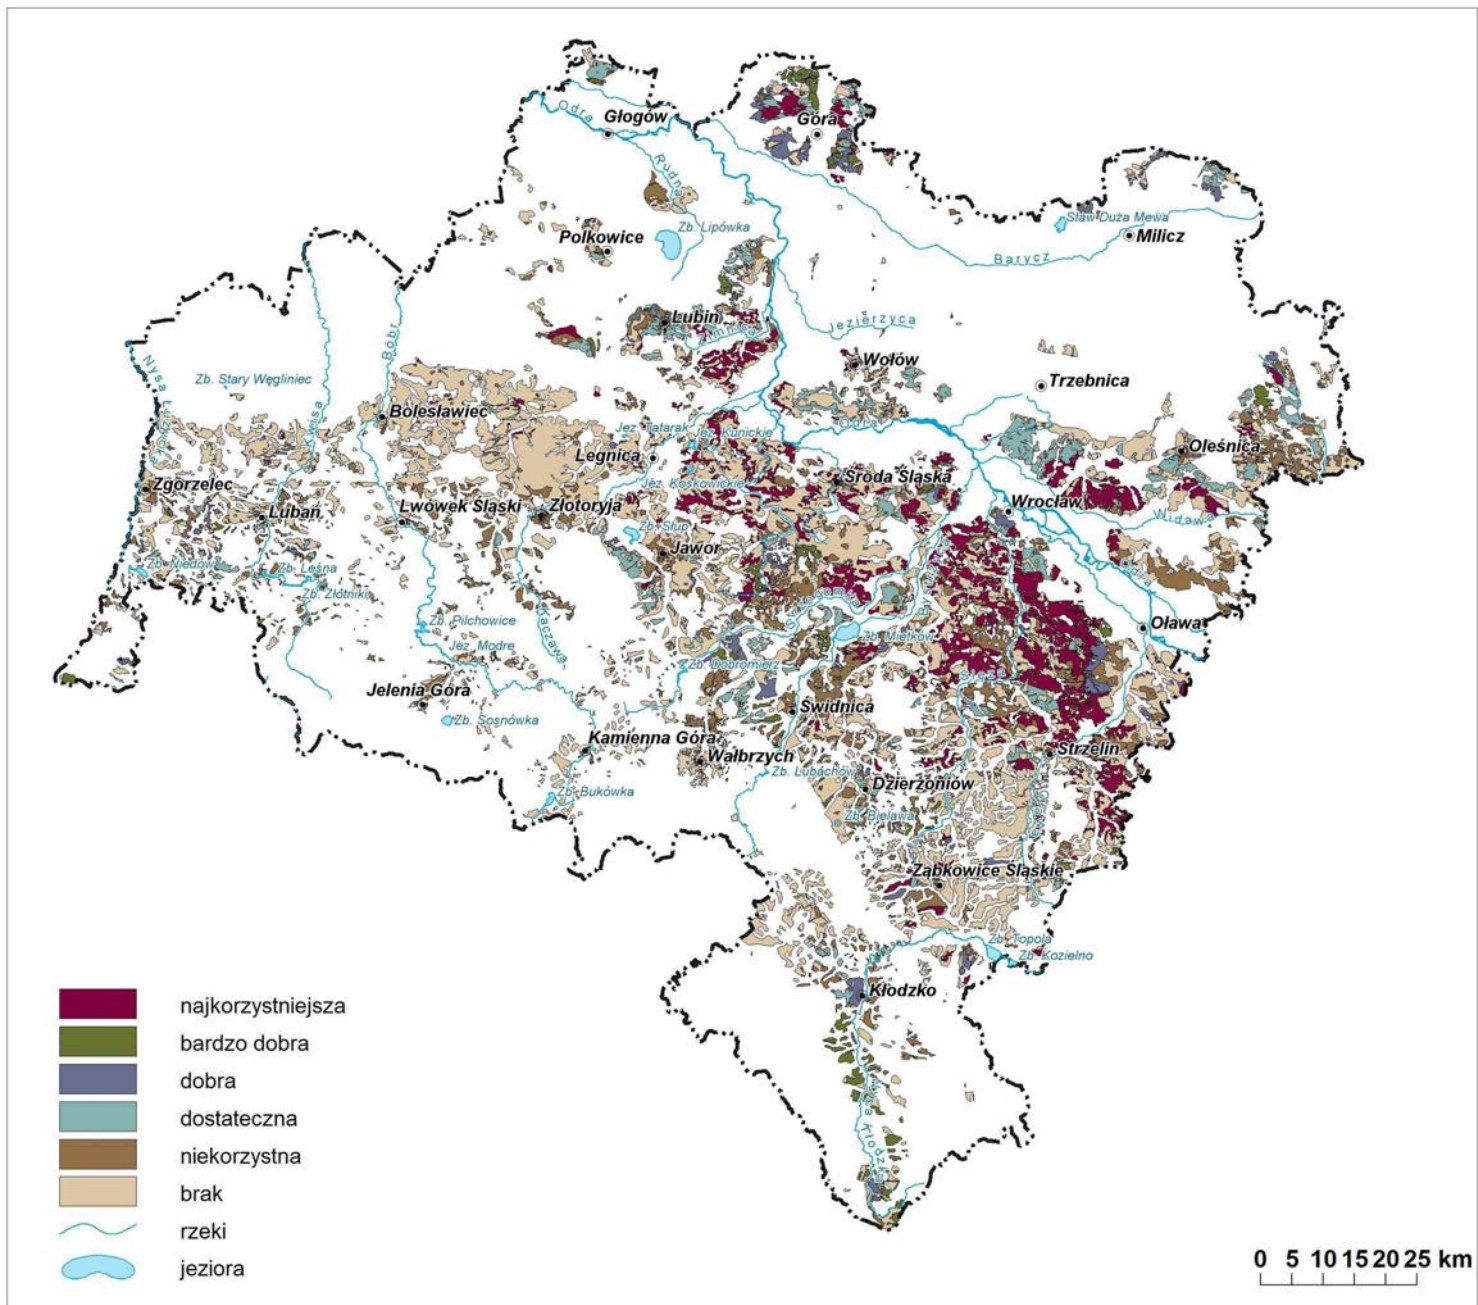 Odra
Głogów
Góra
Rudna
Staw Duża Mewa
Zb. Lipówka
Polkowice
Milicz
Barycz
Lubin
Jezierzyca
Bóbr
Wołów
Zb. Stary Węgliniec
Trzebnica
Kwisa
Bolesławiec
Odra
Jez. Tatarak
Jez. Kunickie
Legnica
Oleśnica
Zgorzelec
Jez. Koskowickie
Środa Śląska
Lubań
Lwówek Śląski
Złotoryja
Wrocław
Widawa
Zb. Słup
Jawor
Zb. Niedów
Zb. Leśna
Zb. Złotniki
Odra
Kaczawa
Strzegomka
Zb. Pilchowice
Zb. Mietków
Oława
Jez. Modre
Zb. Dobromierz
Ślęza
Jelenia Góra
Zb. Sosnówka
Świdnica
Kamienna Góra
Wałbrzych
Strzelin
Zb. Lubachów
Dzierżoniów
Zb. Bukówka
Zb. Bielawa
Oława
Ząbkowice Śląskie
Zb. Topola
Zb. Kozielno
Kłodzko
Nysa Kłodzka
najkorzystniejsza
bardzo dobra
dobra
dostateczna
niekorzystna
brak
rzeki
jeziora
0 5 10 15 20 25 km